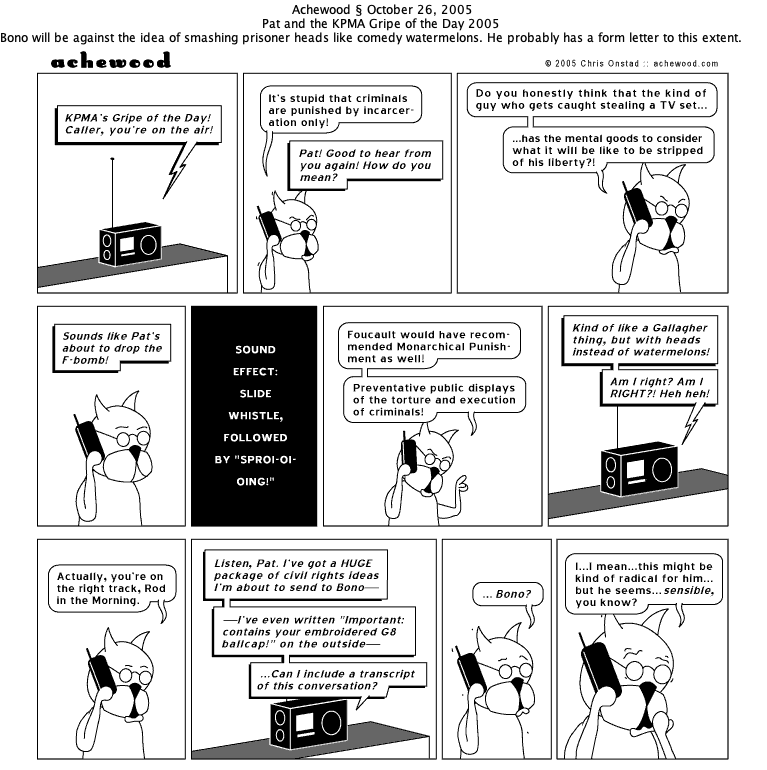 Achewood § October 26, 2005
Pat and the KPMA Gripe of the Day 2005
Bono will be against the idea of smashing prisoner heads like comedy watermelons. He probably has a form letter to this extent.
achewood
© 2005 Chris Onstad :: achewood.com
KPMA's Gripe of the Day!
Caller, you're on the air!
It's stupid that criminals
are punished by incarcer-
ation only!
Pat! Good to hear from
you again! How do you
mean?
Do you honestly think that the kind of
guy who gets caught stealing a TV set...
...has the mental goods to consider
what it will be like to be stripped
of his liberty?!
Sounds like Pat's
about to drop the
F-bomb!
SOUND
EFFECT:
SLIDE
WHISTLE,
FOLLOWED
BY "SPROI-OI-
OING!"
Foucault would have recom-
mended Monarchical Punish-
ment as well!
Preventative public displays
of the torture and execution
of criminals!
Kind of like a Gallagher
thing, but with heads
instead of watermelons!
Am I right? Am I
RIGHT?! Heh heh!
Actually, you're on
the right track, Rod
in the Morning.
Listen, Pat. I've got a HUGE
package of civil rights ideas
I'm about to send to Bono—
—I've even written "Important:
contains your embroidered G8
ballcap!" on the outside—
...Can I include a transcript
of this conversation?
... Bono?
I...I mean...this might be
kind of radical for him...
but he seems...sensible,
you know?